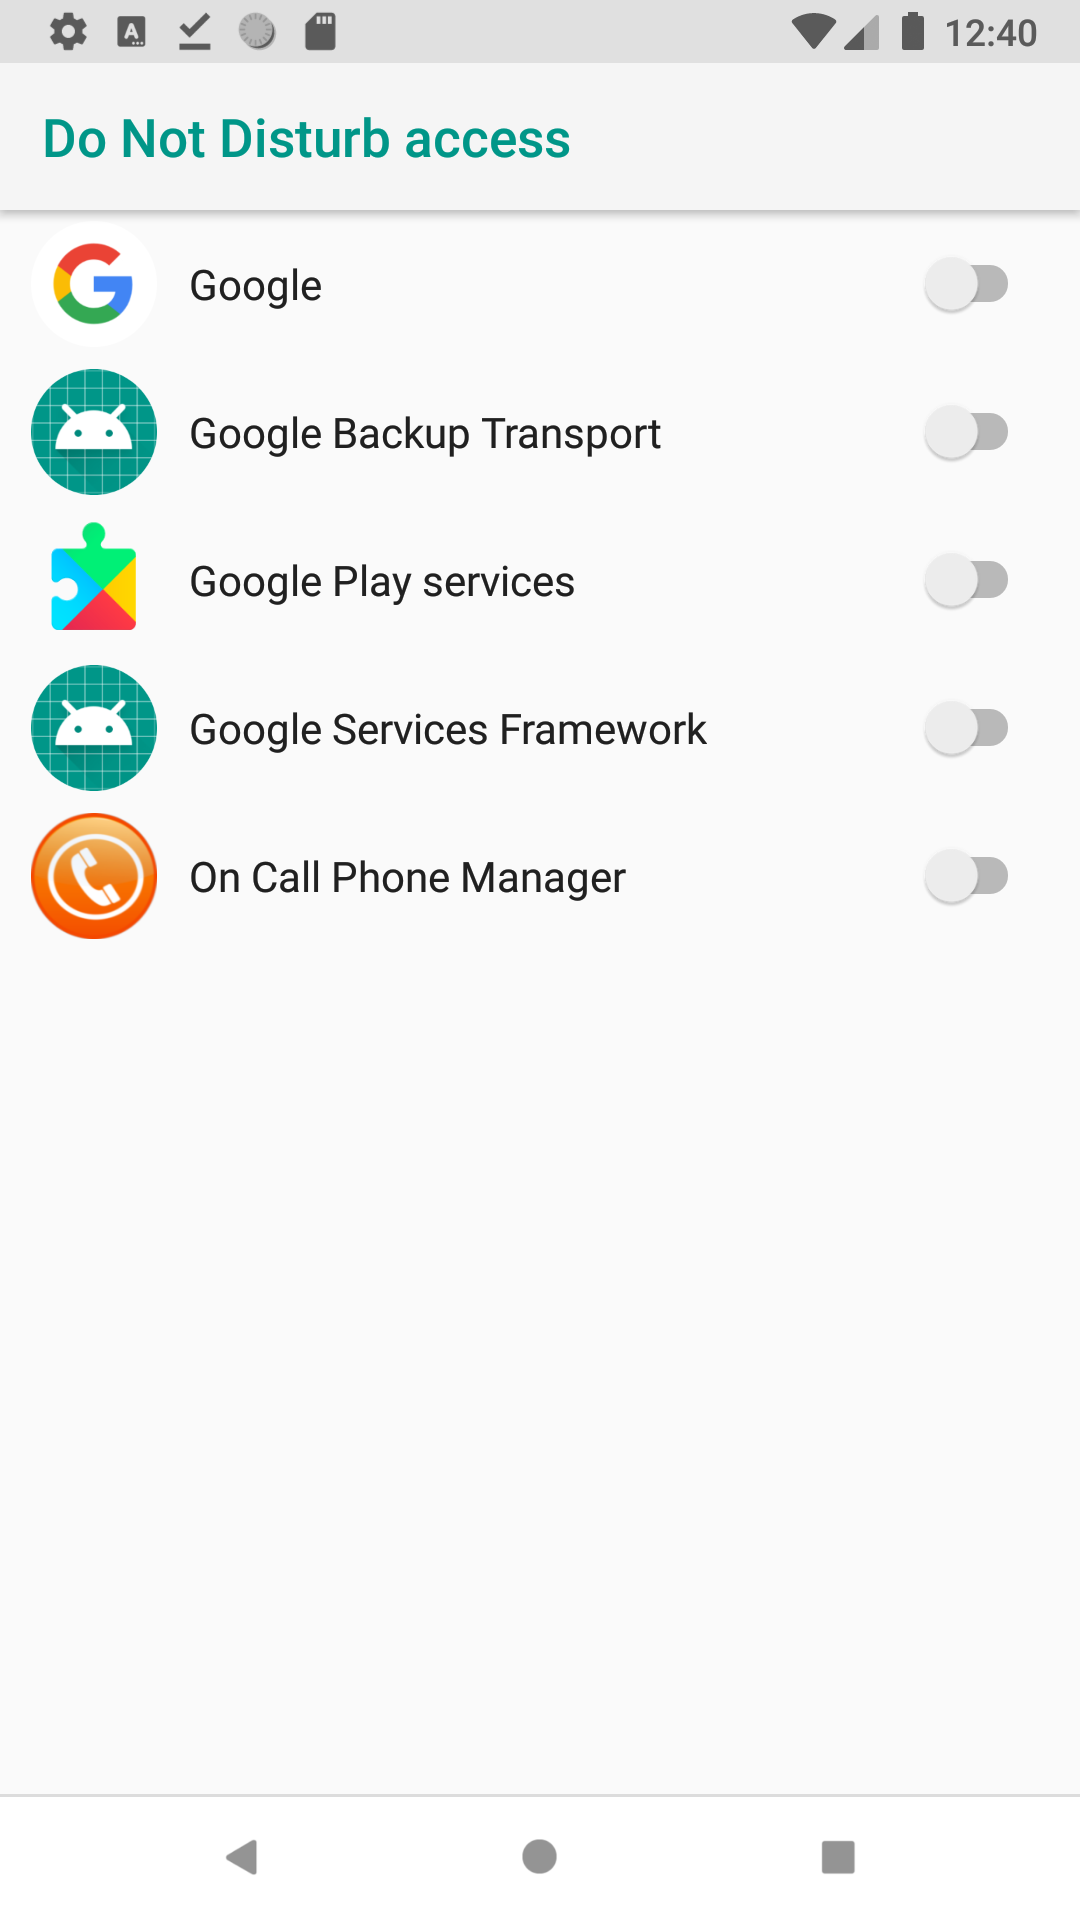 12:40
Do Not Disturb access
Google
Google Backup Transport
Google Play services
Google Services Framework
On Call Phone Manager